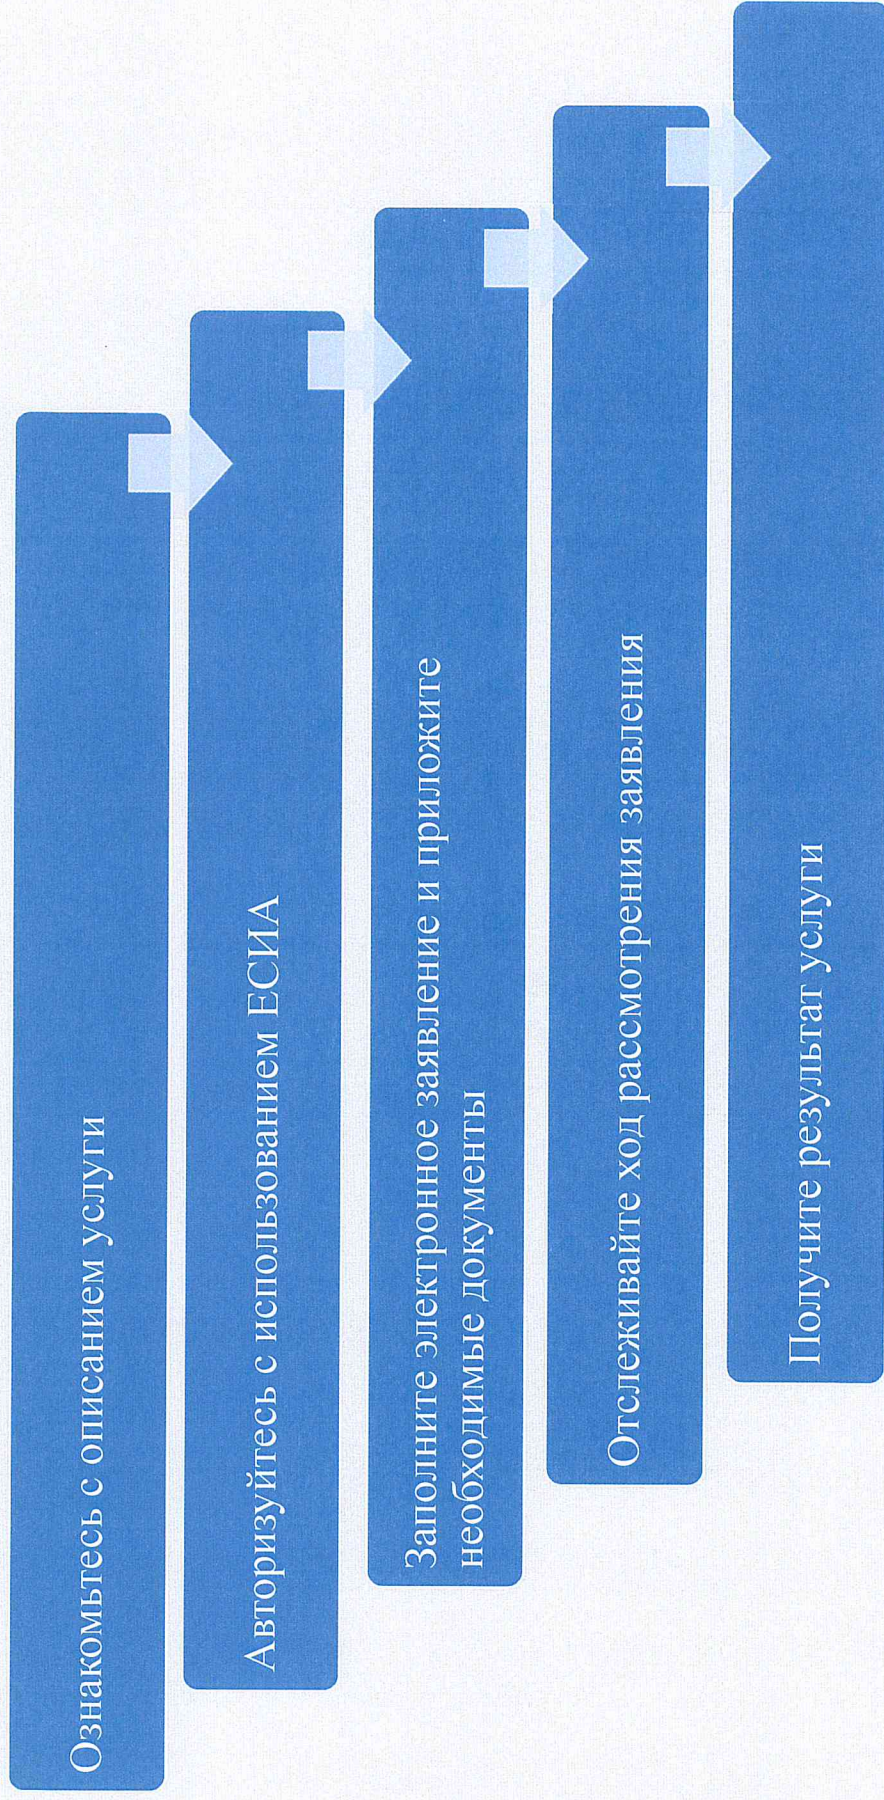 Ознакомьтесь с описанием услуги
Авторизуйтесь с использованием ЕСИА
Заполните электронное заявление и приложите
необходимые документы
Отслеживайте ход рассмотрения заявления
Получите результат услуги